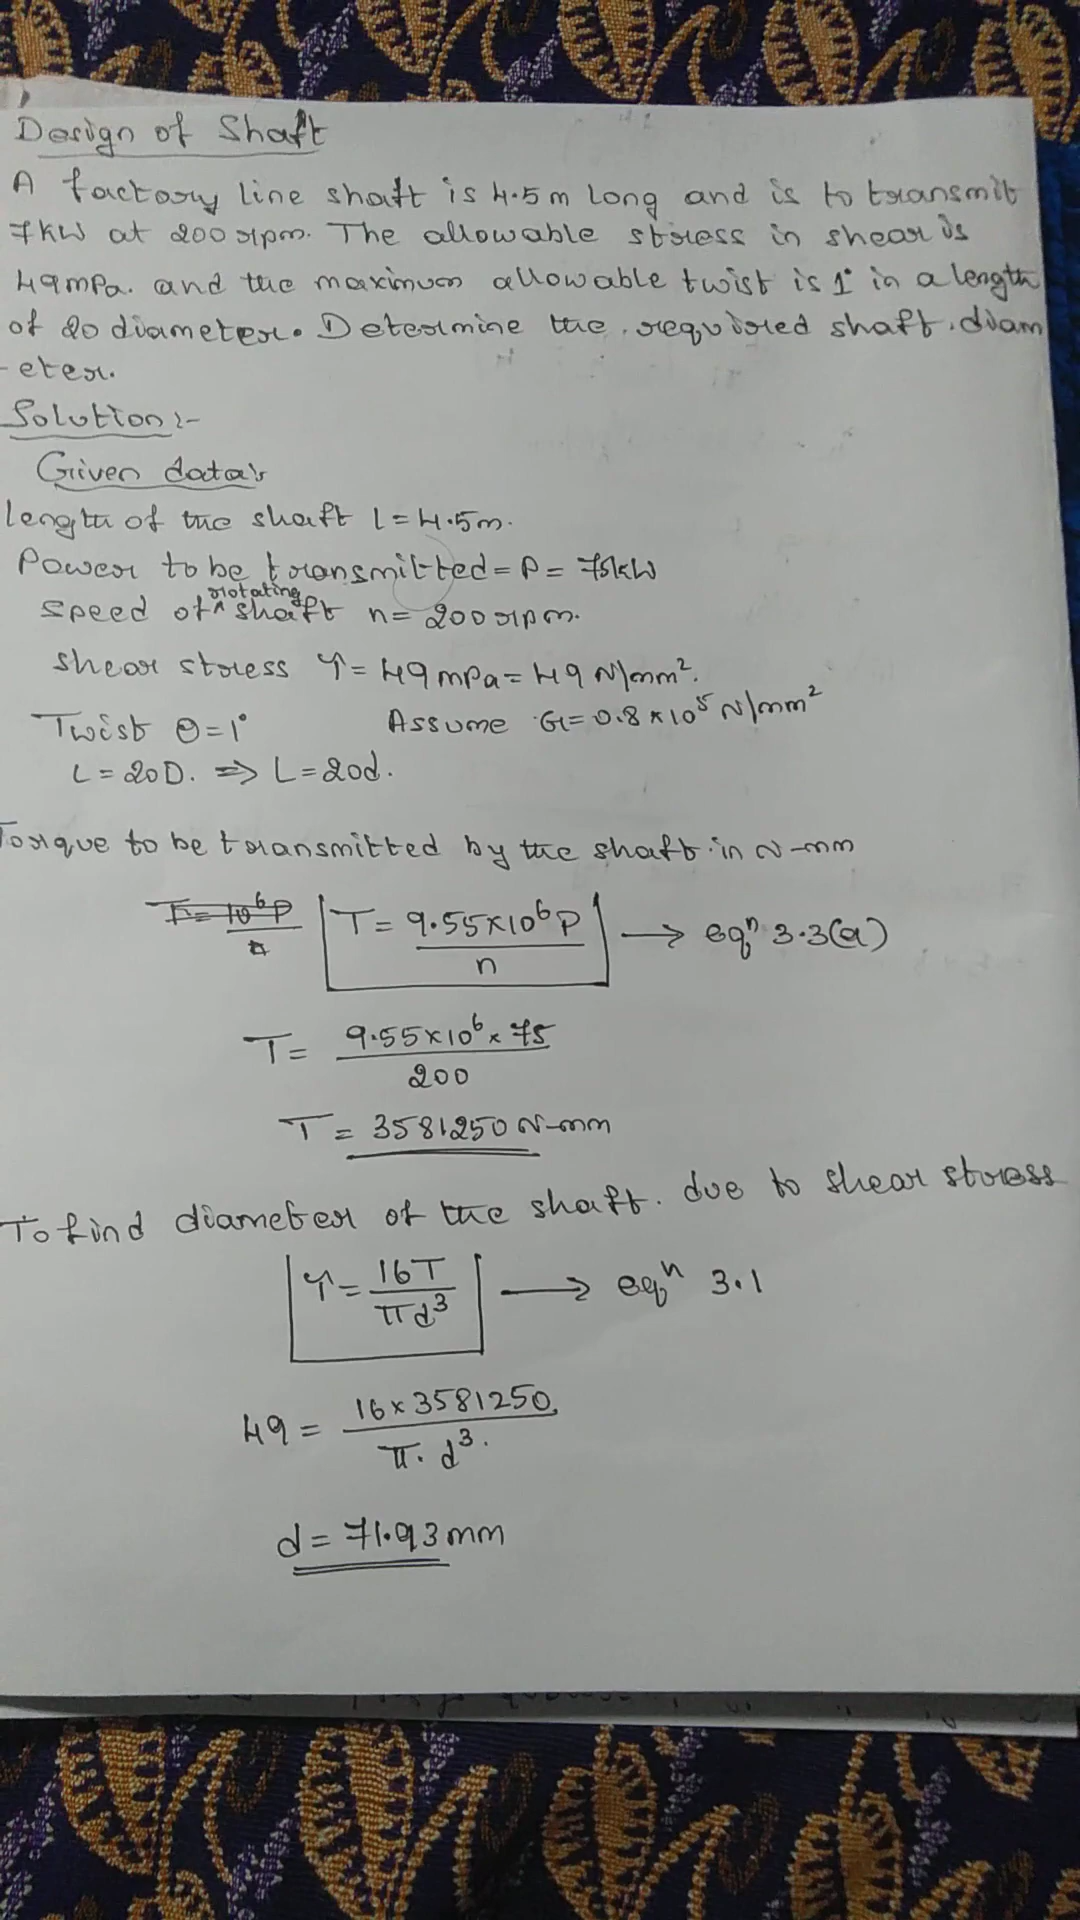 Design of Shaft
A factory line shaft is 4.5m long and is to transmit
7kW at 200 rpm. The allowable stress in shear is
49mPa. and the maximum allowable twist is 1° in a length
of 20 diameter. Determine the required shaft. diam
-eter.
Solution :-
Given data's
length of the shaft l = 4.5m.
Power to be transmitted = P = 75kW
speed of ^ rotating shaft n = 200 rpm.
shear stress τ = 49 mpa = 49 N/mm².
Twist θ = 1° Assume G = 0.8 × 10⁵ N/mm²
L = 20D. ⇒ L = 20d.
Torque to be transmitted by the shaft. in N-mm
T = 10⁶P / n T = 9.55×10⁶ P / n → eqⁿ 3.3(a)
T = 9.55×10⁶ × 75 / 200
T = 3581250 N-mm
To find diameter of the shaft. due to shear stress
τ = 16T / πd³ → eqⁿ 3.1
49 = 16 × 3581250 / π. d³.
d = 71.93 mm